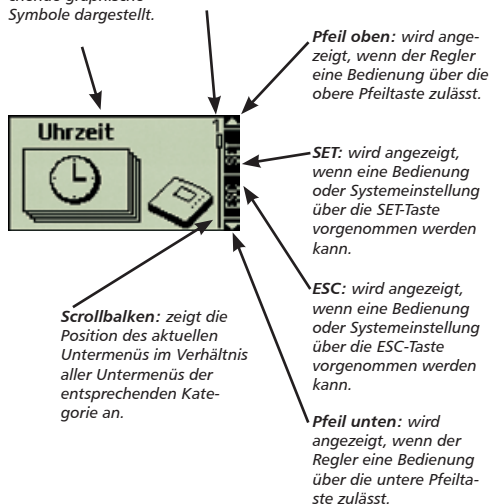 chende graphische
Symbole dargestellt.
Pfeil oben: wird ange-
zeigt, wenn der Regler
eine Bedienung über die
obere Pfeiltaste zulässt.
Uhrzeit
1
SET
ESC
SET: wird angezeigt,
wenn eine Bedienung
oder Systemeinstellung
über die SET-Taste
vorgenommen werden
kann.
ESC: wird angezeigt,
wenn eine Bedienung
oder Systemeinstellung
über die ESC-Taste
vorgenommen werden
kann.
Scrollbalken: zeigt die
Position des aktuellen
Untermenüs im Verhältnis
aller Untermenüs der
entsprechenden Kate-
gorie an.
Pfeil unten: wird
angezeigt, wenn der
Regler eine Bedienung
über die untere Pfeilta-
ste zulässt.